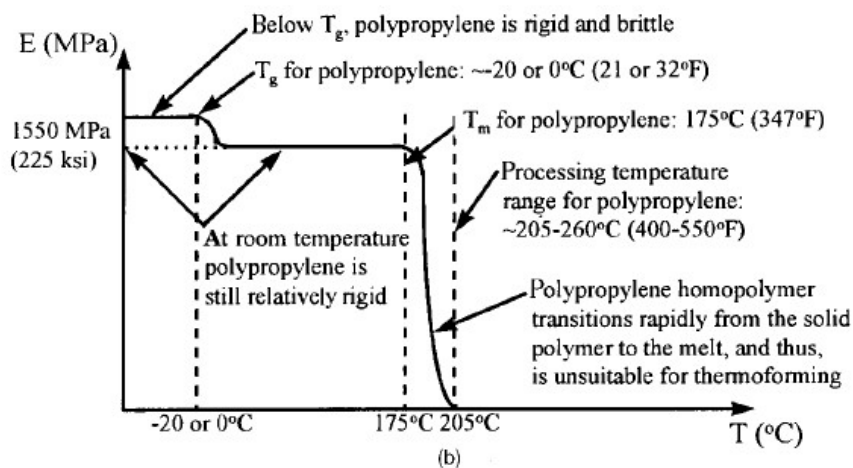 Below Tg, polypropylene is rigid and brittle
E (MPa)
Tg for polypropylene: ~-20 or 0°C (21 or 32°F)
1550 MPa
(225 ksi)
Tm for polypropylene: 175°C (347°F)
Processing temperature
range for polypropylene:
~205-260°C (400-550°F)
At room temperature
polypropylene is
still relatively rigid
Polypropylene homopolymer
transitions rapidly from the solid
polymer to the melt, and thus,
is unsuitable for thermoforming
-20 or 0°C
175°C 205°C
T (°C)
(b)